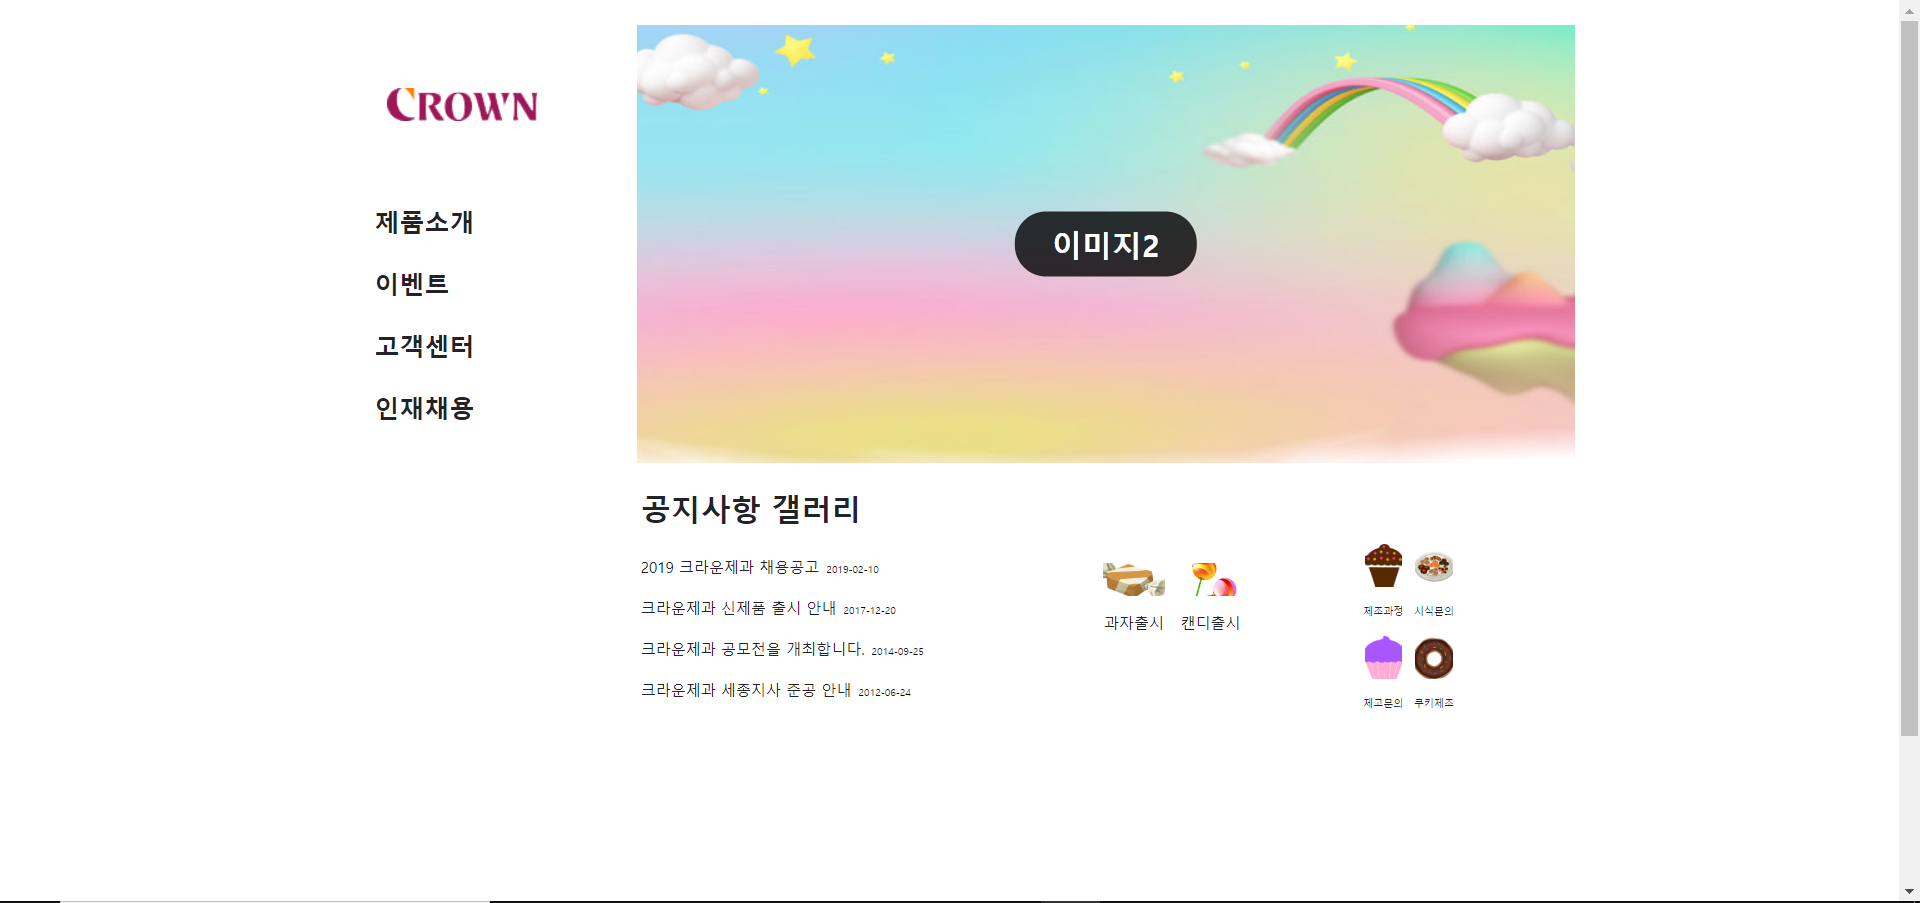 CROWN
제품소개
이벤트
고객센터
인재채용
이미지2
공지사항 갤러리
2019 크라운제과 채용공고 2019-02-10
크라운제과 신제품 출시 안내 2017-12-20
크라운제과 공모전을 개최합니다. 2014-09-25
크라운제과 세종지사 준공 안내 2012-06-24
과자출시 캔디출시
제조과정 시식문의
제고문의 쿠키제조